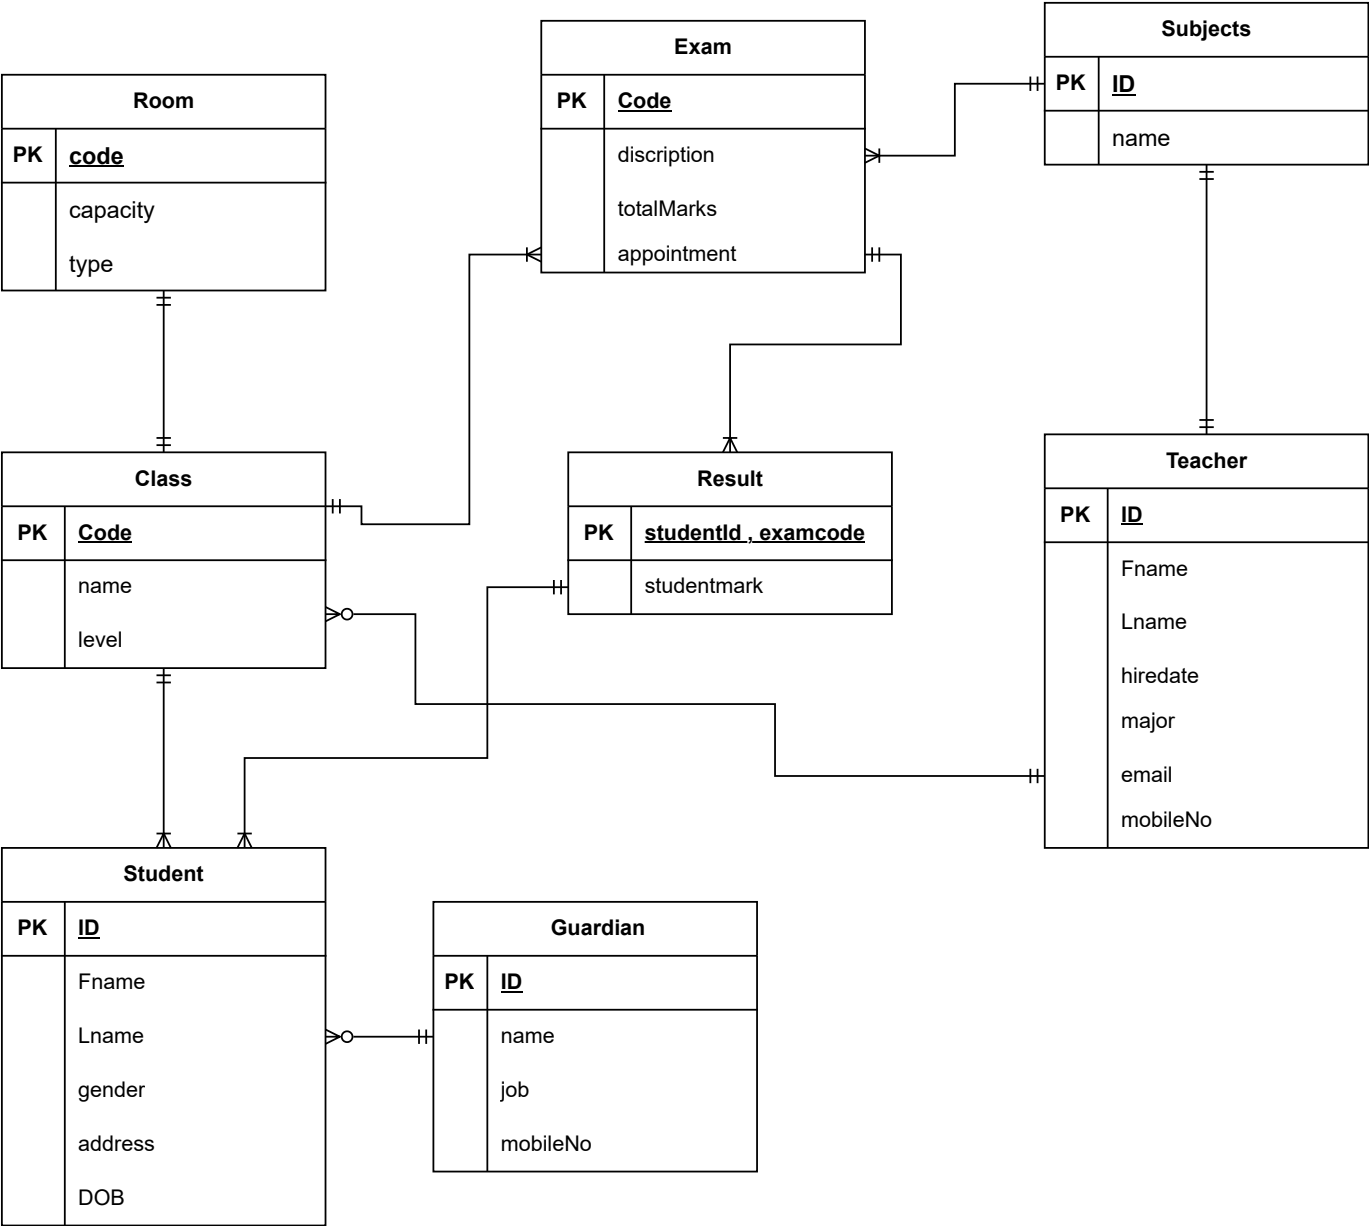 Room
PK code
capacity
type
Exam
PK Code
discription
totalMarks
appointment
Subjects
PK ID
name
Class
PK Code
name
level
Result
PK studentId , examcode
studentmark
Teacher
PK ID
Fname
Lname
hiredate
major
email
mobileNo
Student
PK ID
Fname
Lname
gender
address
DOB
Guardian
PK ID
name
job
mobileNo